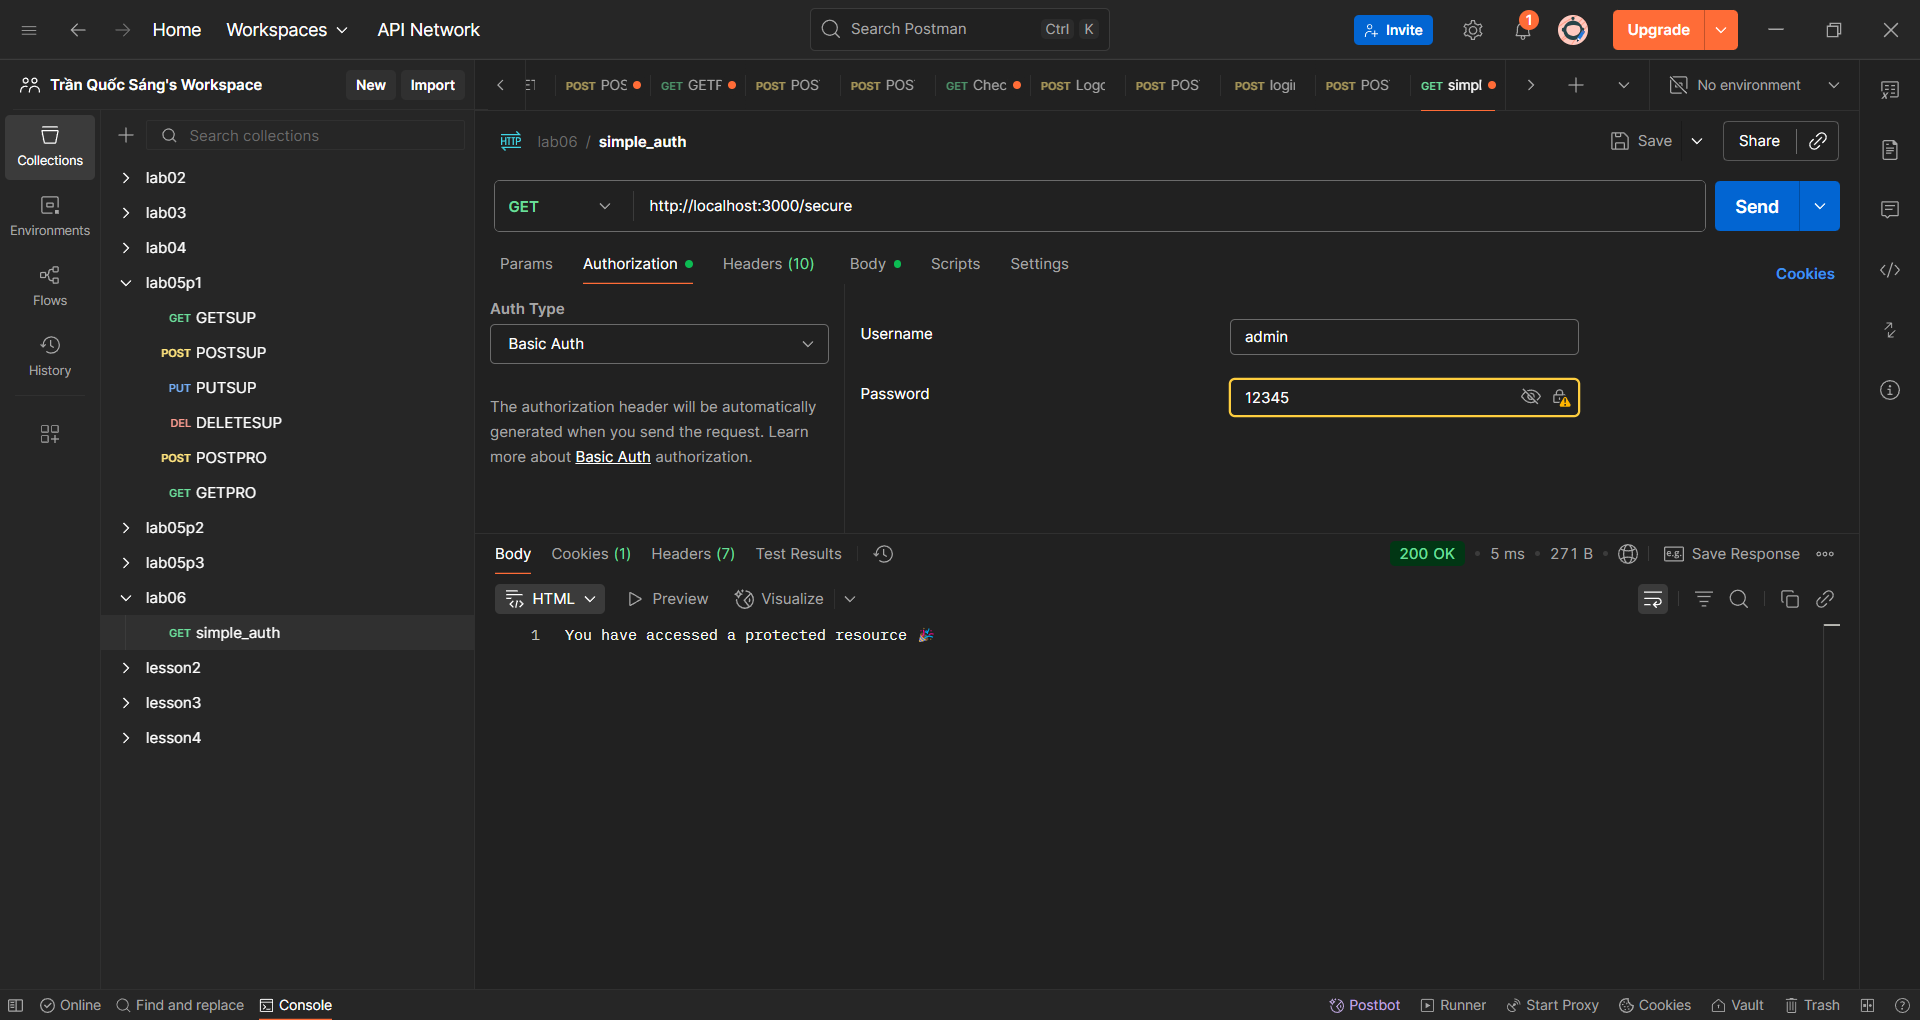 Home Workspaces API Network Search Postman Ctrl K Invite 1 Upgrade
Trần Quốc Sáng's Workspace New Import
POST POS GET GETF POST POS POST POS GET Chec POST Logo POST POS POST logi POST POS GET simpl No environment
Collections
Environments
Flows
History
Search collections
lab02
lab03
lab04
lab05p1
GET GETSUP
POST POSTSUP
PUT PUTSUP
DEL DELETESUP
POST POSTPRO
GET GETPRO
lab05p2
lab05p3
lab06
GET simple_auth
lesson2
lesson3
lesson4
HTTP lab06 / simple_auth Save Share
GET http://localhost:3000/secure Send
Params Authorization Headers (10) Body Scripts Settings Cookies
Auth Type
Basic Auth
The authorization header will be automatically
generated when you send the request. Learn
more about Basic Auth authorization.
Username admin
Password 12345
Body Cookies (1) Headers (7) Test Results 200 OK • 5 ms • 271 B • e.g. Save Response
HTML Preview Visualize
1 You have accessed a protected resource 🎉
Online Find and replace Console Postbot Runner Start Proxy Cookies Vault Trash